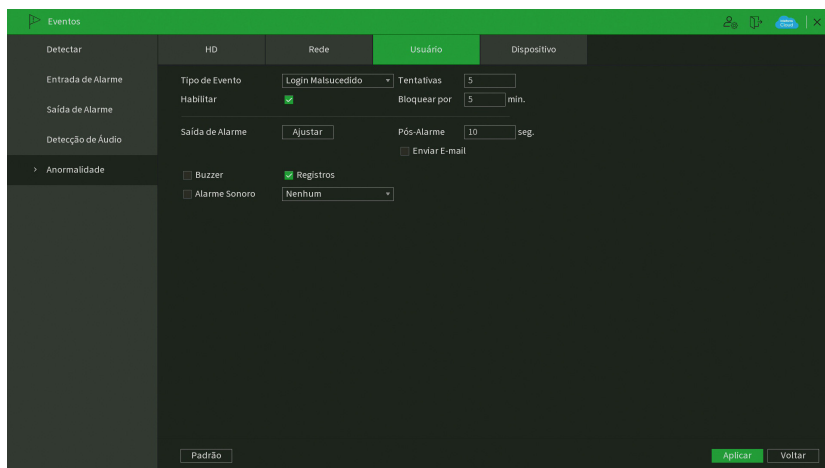 Eventos
Cloud
Detectar
HD
Rede
Usuário
Dispositivo
Entrada de Alarme
Saída de Alarme
Detecção de Áudio
Anormalidade
Tipo de Evento
Login Malsucedido
Tentativas
5
Habilitar
Bloquear por
5
min.
Saída de Alarme
Ajustar
Pós-Alarme
10
seg.
Enviar E-mail
Buzzer
Registros
Alarme Sonoro
Nenhum
Padrão
Aplicar
Voltar